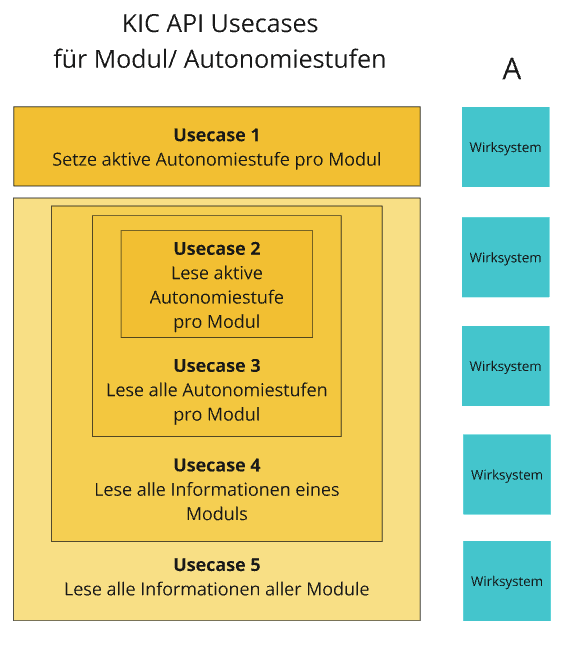 KIC API Usecases
für Modul/ Autonomiestufen
A
Usecase 1
Setze aktive Autonomiestufe pro Modul
Wirksystem
Usecase 2
Lese aktive
Autonomiestufe
pro Modul
Wirksystem
Usecase 3
Lese alle Autonomiestufen
pro Modul
Wirksystem
Usecase 4
Lese alle Informationen eines
Moduls
Wirksystem
Usecase 5
Lese alle Informationen aller Module
Wirksystem